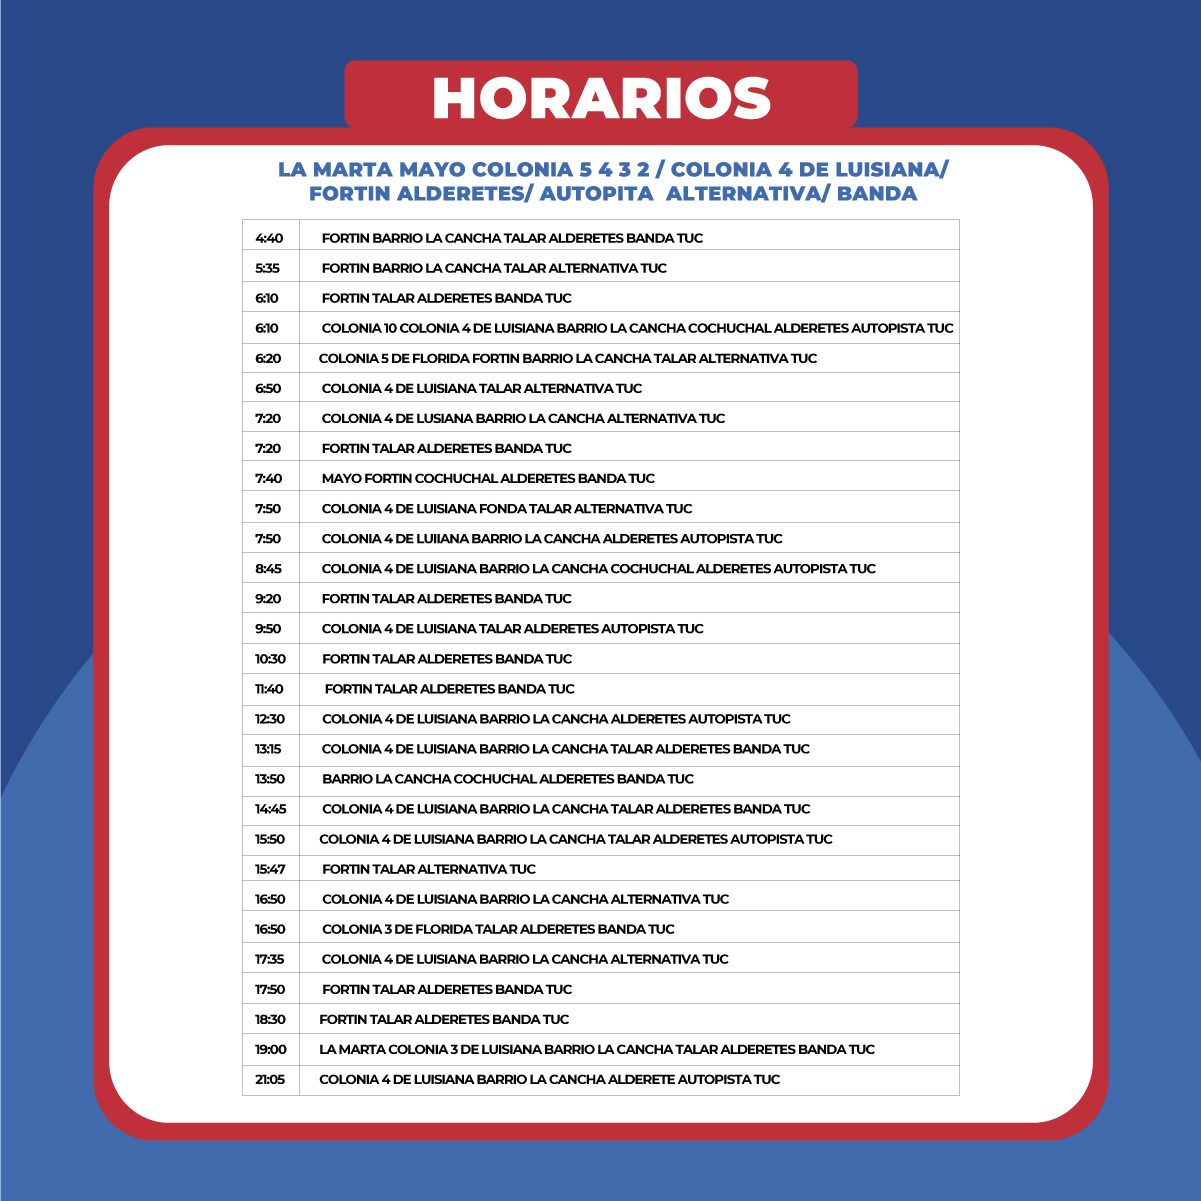 HORARIOS
LA MARTA MAYO COLONIA 5 4 3 2 / COLONIA 4 DE LUISIANA/
FORTIN ALDERETES/ AUTOPITA ALTERNATIVA/ BANDA
4:40 FORTIN BARRIO LA CANCHA TALAR ALDERETES BANDA TUC
5:35 FORTIN BARRIO LA CANCHA TALAR ALTERNATIVA TUC
6:10 FORTIN TALAR ALDERETES BANDA TUC
6:10 COLONIA 10 COLONIA 4 DE LUISIANA BARRIO LA CANCHA COCHUCHAL ALDERETES AUTOPISTA TUC
6:20 COLONIA 5 DE FLORIDA FORTIN BARRIO LA CANCHA TALAR ALTERNATIVA TUC
6:50 COLONIA 4 DE LUISIANA TALAR ALTERNATIVA TUC
7:20 COLONIA 4 DE LUSIANA BARRIO LA CANCHA ALTERNATIVA TUC
7:20 FORTIN TALAR ALDERETES BANDA TUC
7:40 MAYO FORTIN COCHUCHAL ALDERETES BANDA TUC
7:50 COLONIA 4 DE LUISIANA FONDA TALAR ALTERNATIVA TUC
7:50 COLONIA 4 DE LUIIANA BARRIO LA CANCHA ALDERETES AUTOPISTA TUC
8:45 COLONIA 4 DE LUISIANA BARRIO LA CANCHA COCHUCHAL ALDERETES AUTOPISTA TUC
9:20 FORTIN TALAR ALDERETES BANDA TUC
9:50 COLONIA 4 DE LUISIANA TALAR ALDERETES AUTOPISTA TUC
10:30 FORTIN TALAR ALDERETES BANDA TUC
11:40 FORTIN TALAR ALDERETES BANDA TUC
12:30 COLONIA 4 DE LUISIANA BARRIO LA CANCHA ALDERETES AUTOPISTA TUC
13:15 COLONIA 4 DE LUISIANA BARRIO LA CANCHA TALAR ALDERETES BANDA TUC
13:50 BARRIO LA CANCHA COCHUCHAL ALDERETES BANDA TUC
14:45 COLONIA 4 DE LUISIANA BARRIO LA CANCHA TALAR ALDERETES BANDA TUC
15:50 COLONIA 4 DE LUISIANA BARRIO LA CANCHA TALAR ALDERETES AUTOPISTA TUC
15:47 FORTIN TALAR ALTERNATIVA TUC
16:50 COLONIA 4 DE LUISIANA BARRIO LA CANCHA ALTERNATIVA TUC
16:50 COLONIA 3 DE FLORIDA TALAR ALDERETES BANDA TUC
17:35 COLONIA 4 DE LUISIANA BARRIO LA CANCHA ALTERNATIVA TUC
17:50 FORTIN TALAR ALDERETES BANDA TUC
18:30 FORTIN TALAR ALDERETES BANDA TUC
19:00 LA MARTA COLONIA 3 DE LUISIANA BARRIO LA CANCHA TALAR ALDERETES BANDA TUC
21:05 COLONIA 4 DE LUISIANA BARRIO LA CANCHA ALDERETE AUTOPISTA TUC